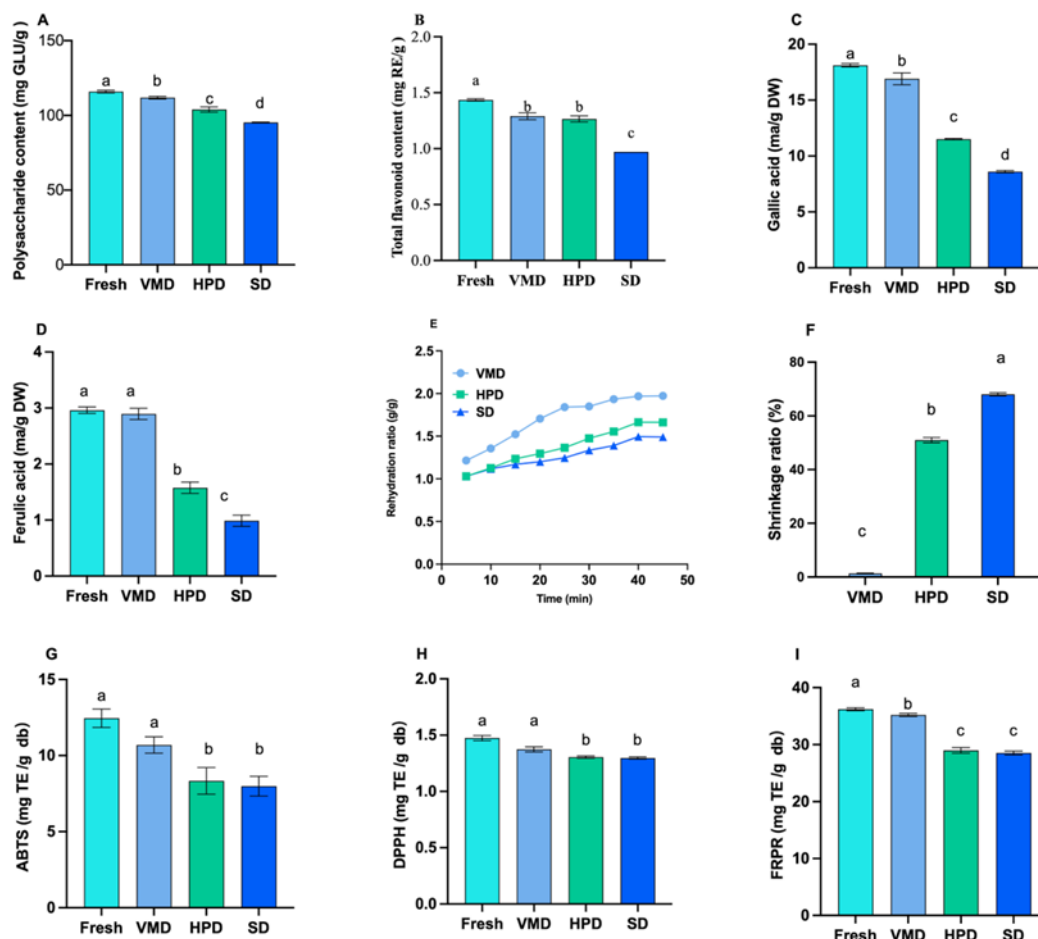 A
Polysaccharide content (mg GLU/g)
150
100
50
0
a
b
c
d
Fresh
VMD
HPD
SD
B
Total flavonoid content (mg RE/g)
2.0
1.5
1.0
0.5
0.0
a
b
b
c
Fresh
VMD
HPD
SD
C
Gallic acid (ma/g DW)
20
15
10
5
0
a
b
c
d
Fresh
VMD
HPD
SD
D
Ferulic acid (ma/g DW)
4
3
2
1
0
a
a
b
c
Fresh
VMD
HPD
SD
E
Rehydration ratio (g/g)
2.5
2.0
1.5
1.0
0.5
0.0
VMD
HPD
SD
0
10
20
30
40
50
Time (min)
F
Shrinkage ratio (%)
80
60
40
20
0
c
b
a
VMD
HPD
SD
G
ABTS (mg TE /g db)
15
10
5
0
a
a
b
b
Fresh
VMD
HPD
SD
H
DPPH (mg TE /g db)
2.0
1.5
1.0
0.5
0.0
a
a
b
b
Fresh
VMD
HPD
SD
I
FRPR (mg TE /g db)
40
30
20
10
0
a
b
c
c
Fresh
VMD
HPD
SD